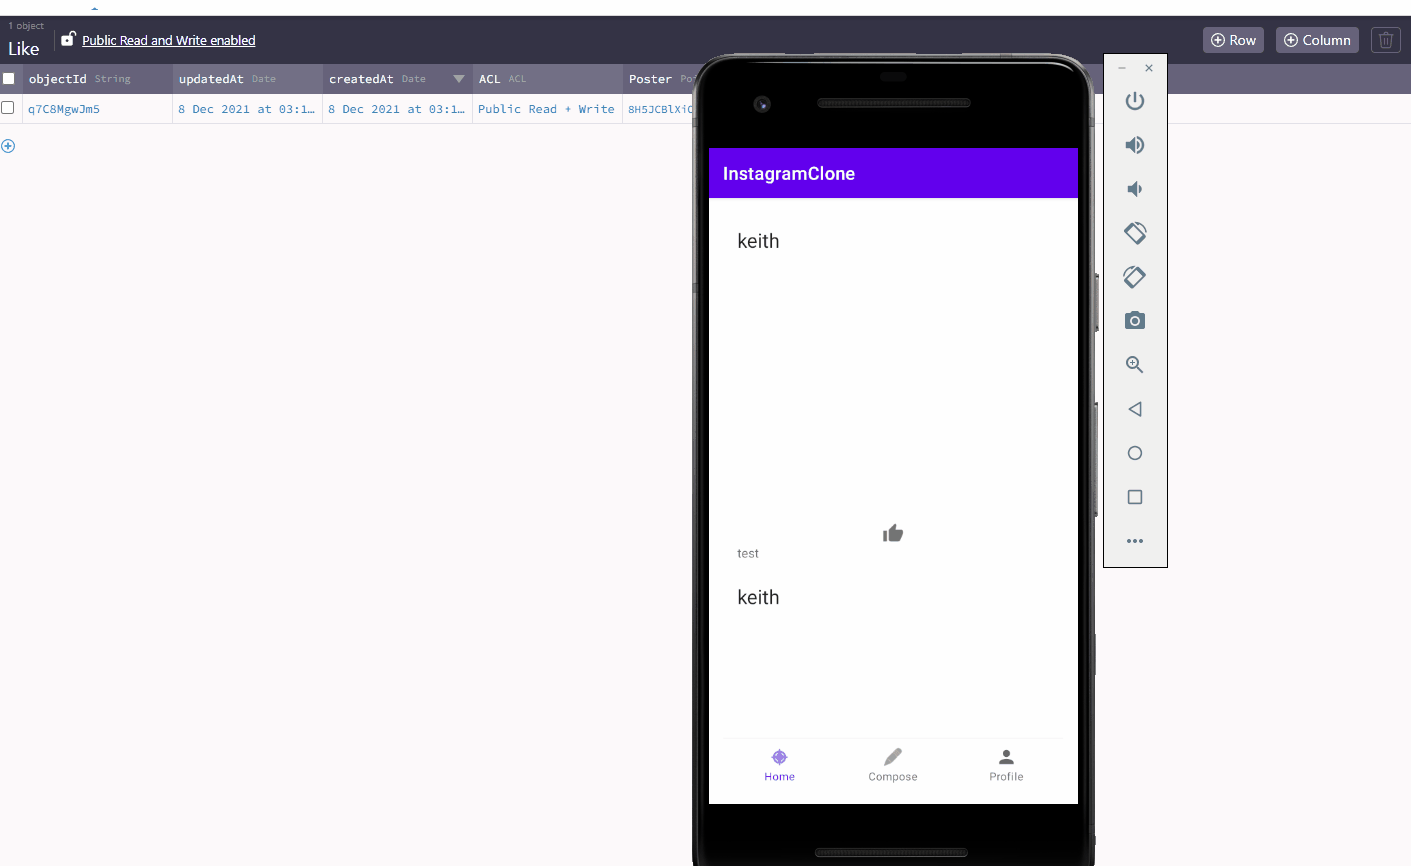 1 object
Like
Public Read and Write enabled
Row
Column
objectId String
updatedAt Date
createdAt Date
ACL ACL
Poster
q7C8MgwJm5
8 Dec 2021 at 03:1…
8 Dec 2021 at 03:1…
Public Read + Write
InstagramClone
keith
test
keith
Home
Compose
Profile